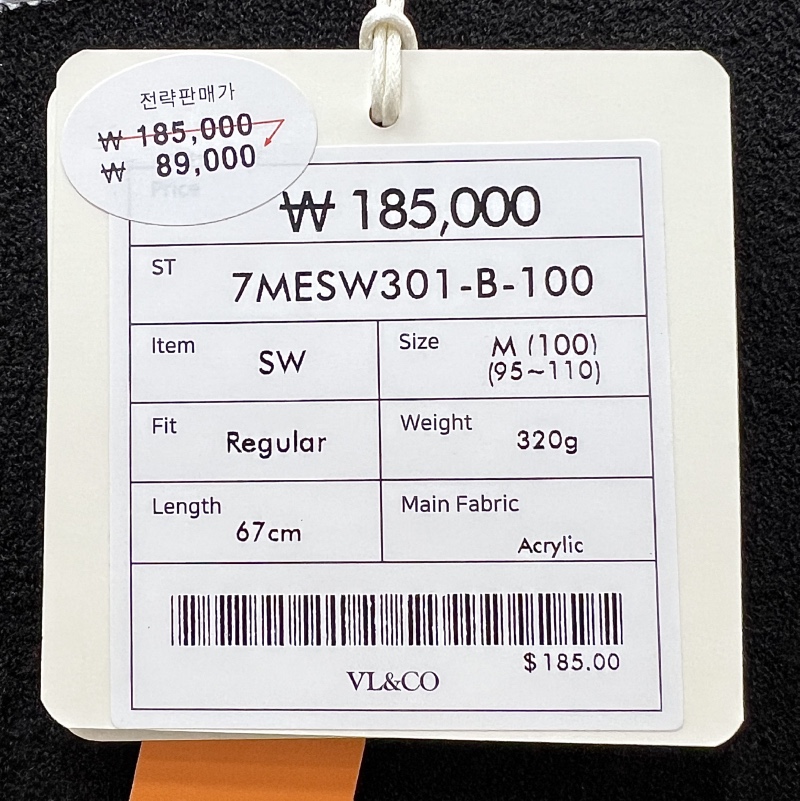 전략판매가
₩ 185,000
₩ 89,000
Price
₩ 185,000
ST
7MESW301-B-100
Item
SW
Size
M (100)
(95~110)
Fit
Regular
Weight
320g
Length
67cm
Main Fabric
Acrylic
$185.00
VL&CO